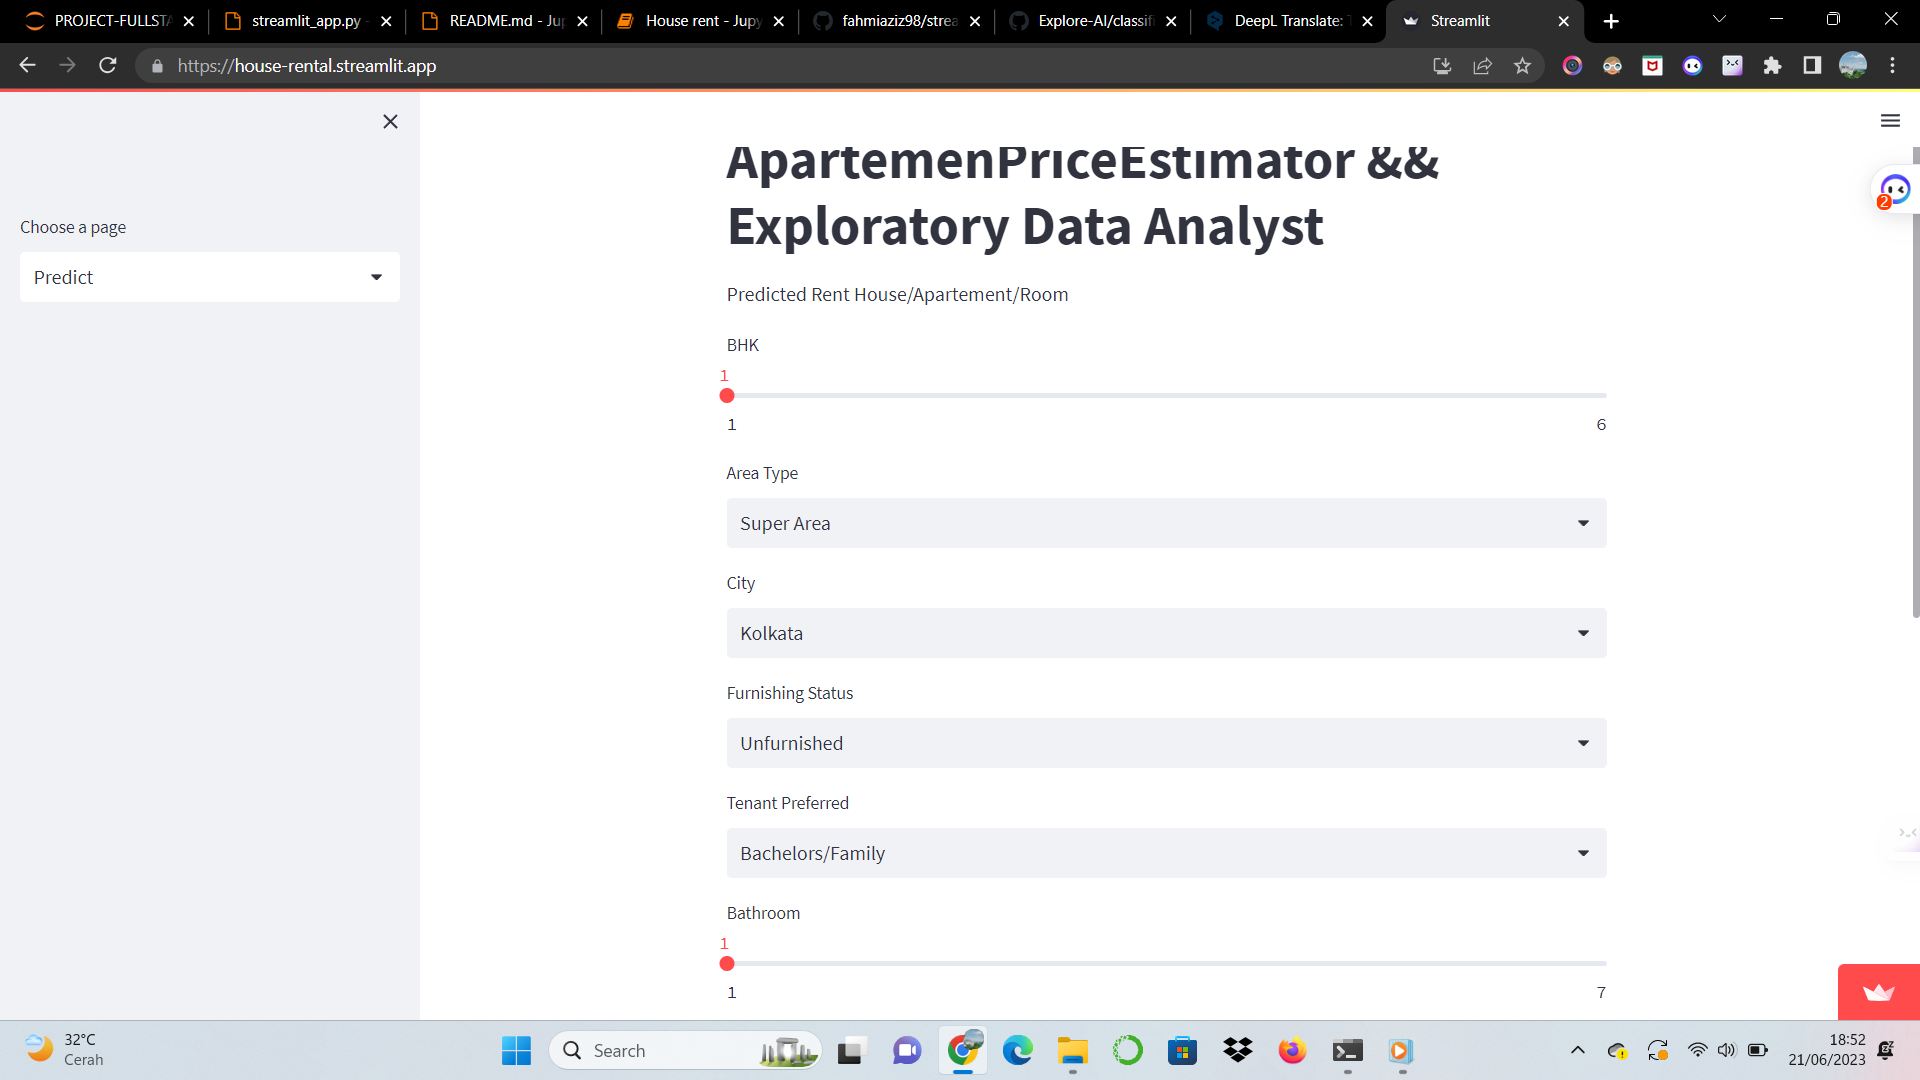 PROJECT-FULLSTA
streamlit_app.py
README.md - Jup
House rent - Jupy
fahmiaziz98/strea
Explore-AI/classifi
DeepL Translate: T
Streamlit
https://house-rental.streamlit.app
Choose a page
Predict
ApartemenPriceEstimator &&
Exploratory Data Analyst
Predicted Rent House/Apartement/Room
BHK
1
1
6
Area Type
Super Area
City
Kolkata
Furnishing Status
Unfurnished
Tenant Preferred
Bachelors/Family
Bathroom
1
1
7
2
32°C
Cerah
Search
18:52
21/06/2023